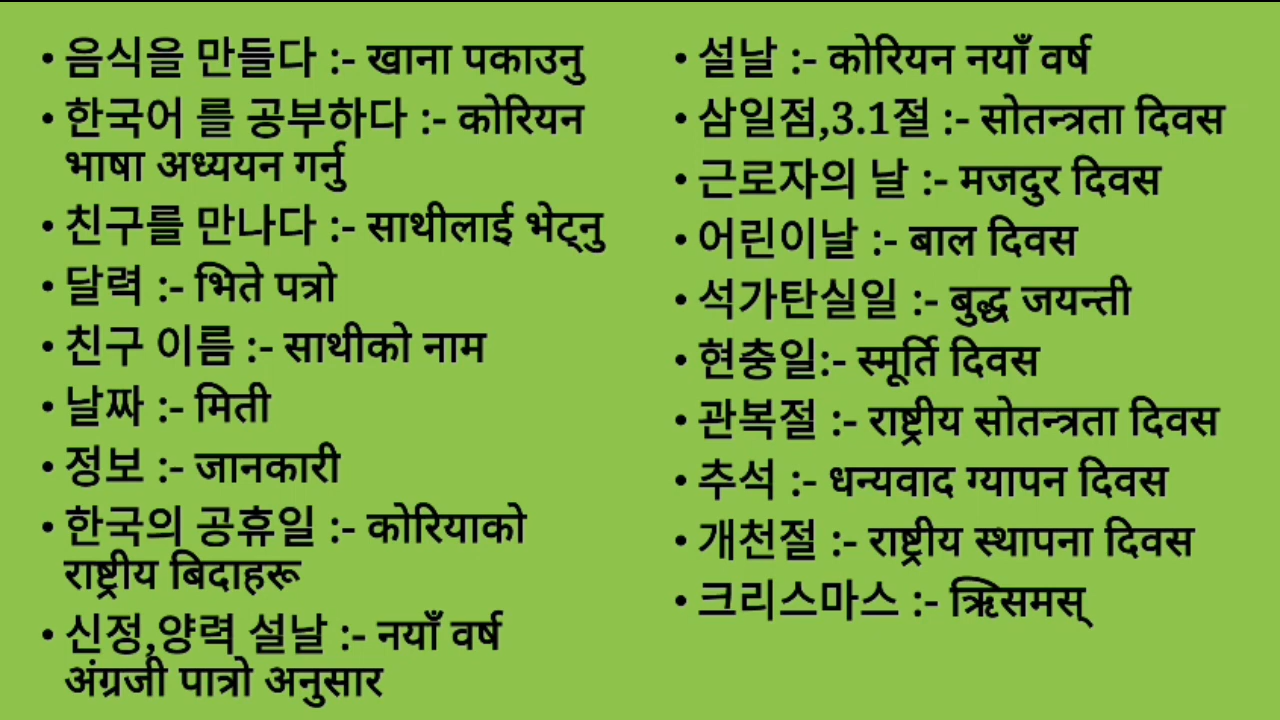 • 음식을 만들다 :- खाना पकाउनु
• 한국어 를 공부하다 :- कोरियन
भाषा अध्ययन गर्नु
• 친구를 만나다 :- साथीलाई भेट्नु
• 달력 :- भिते पत्रो
• 친구 이름 :- साथीको नाम
• 날짜 :- मिती
• 정보 :- जानकारी
• 한국의 공휴일 :- कोरियाको
राष्ट्रीय बिदाहरू
• 신정,양력 설날 :- नयाँ वर्ष
अंग्रजी पात्रो अनुसार
• 설날 :- कोरियन नयाँ वर्ष
• 삼일점,3.1절 :- सोतन्त्रता दिवस
• 근로자의 날 :- मजदुर दिवस
• 어린이날 :- बाल दिवस
• 석가탄실일 :- बुद्ध जयन्ती
• 현충일:- स्मूर्ति दिवस
• 관복절 :- राष्ट्रीय सोतन्त्रता दिवस
• 추석 :- धन्यवाद ग्यापन दिवस
• 개천절 :- राष्ट्रीय स्थापना दिवस
• 크리스마스 :- ऋिसमस्